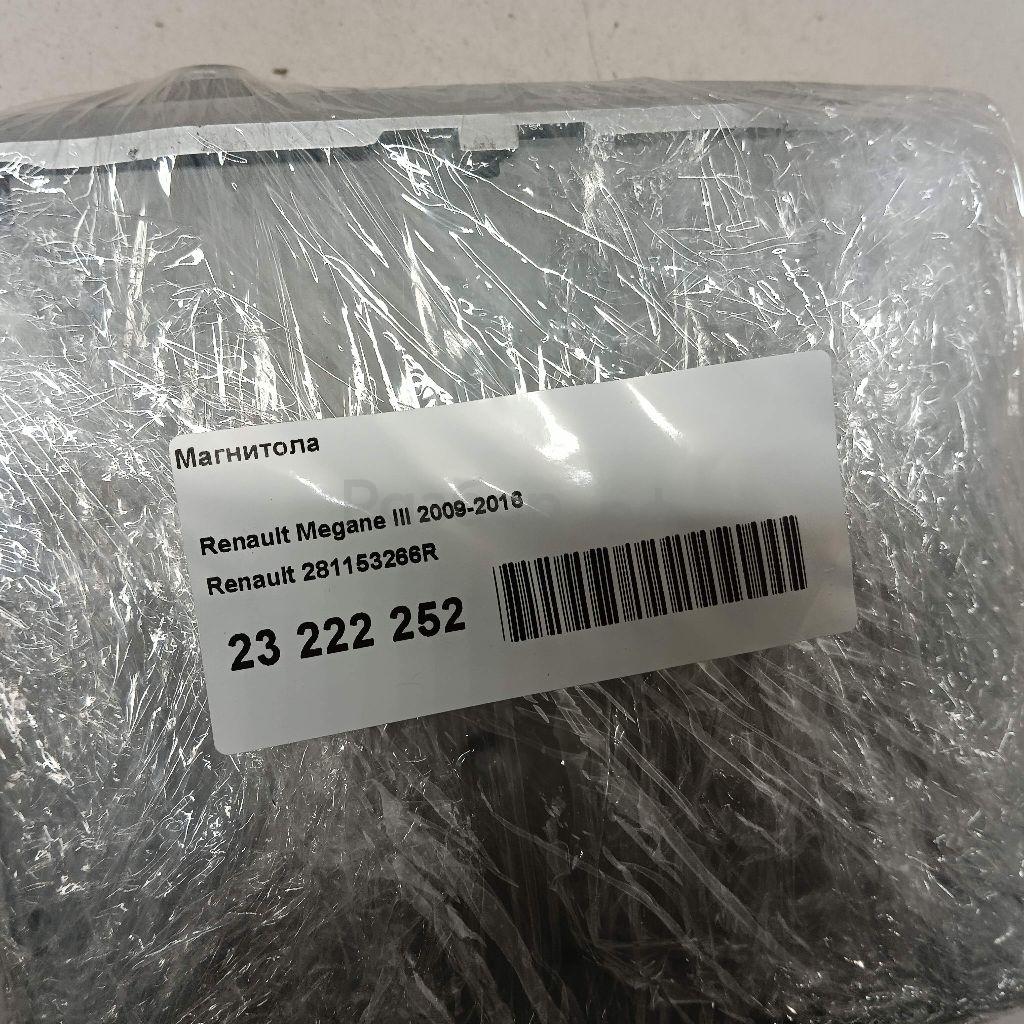 Магнитола
Renault Megane III 2009-2016
Renault 281153266R
23 222 252